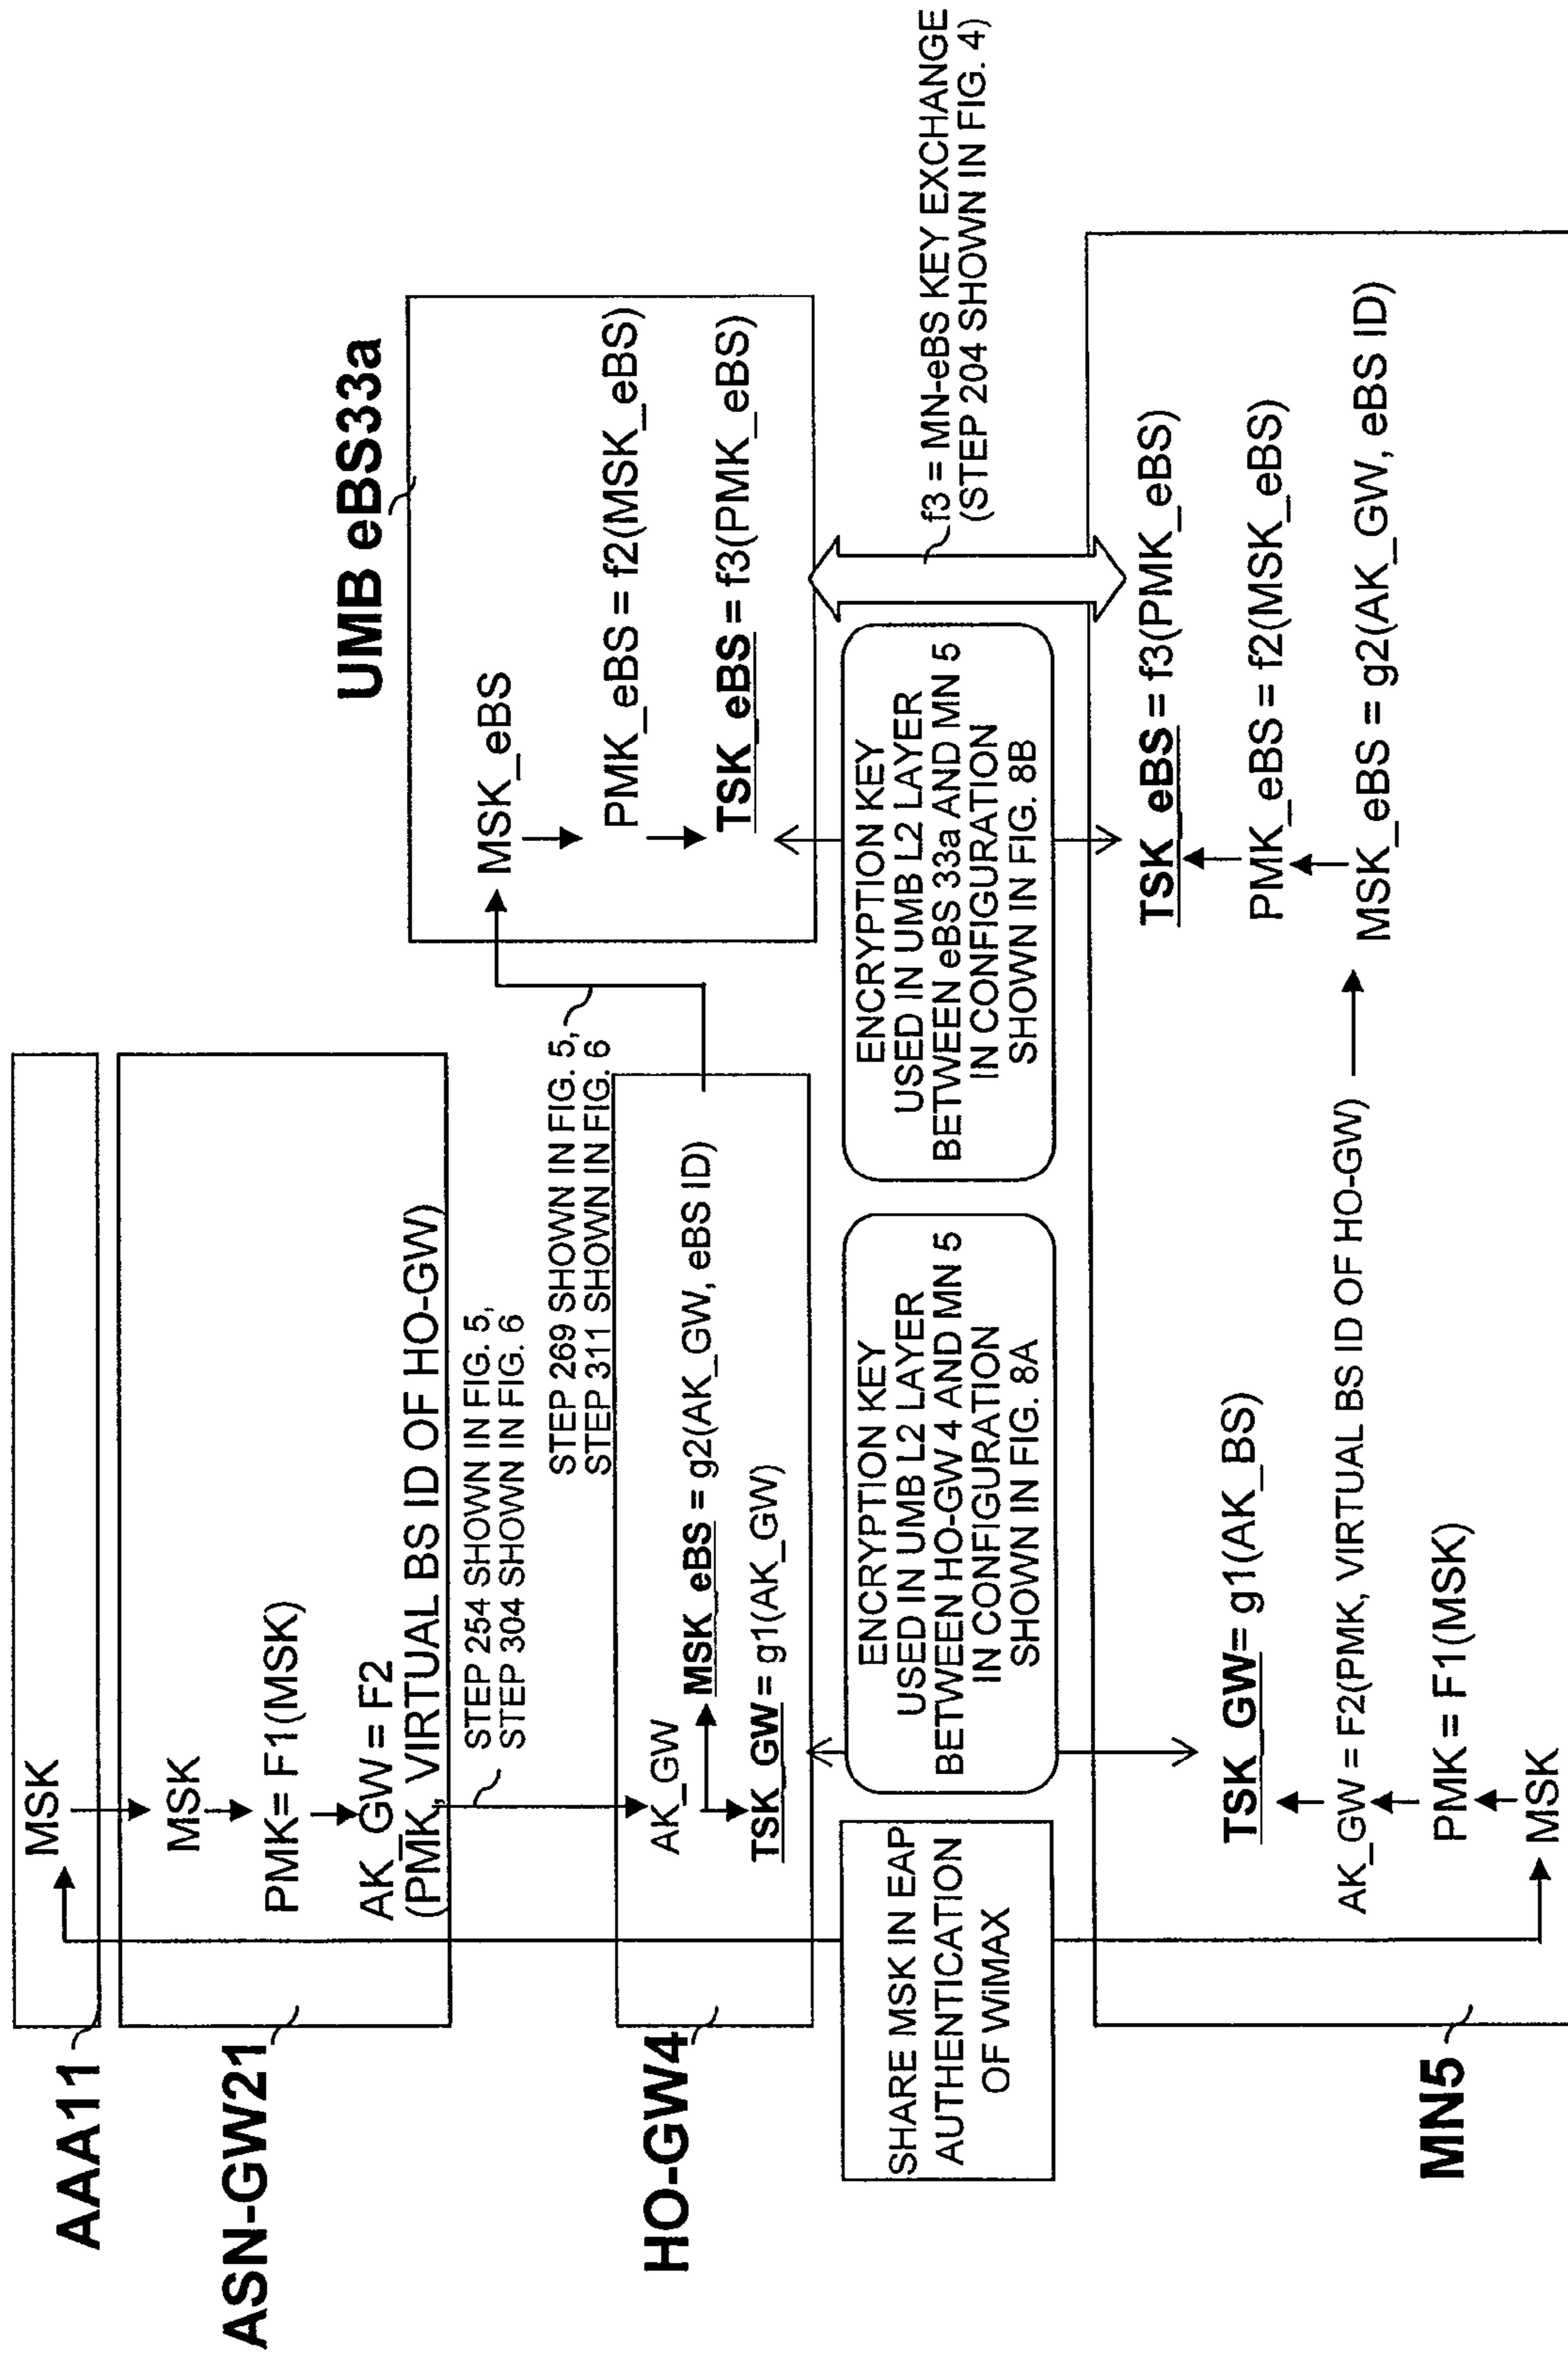 AAA11
MSK
ASN-GW21
MSK
PMK= F1(MSK)
AK_GW = F2
(PMK, VIRTUAL BS ID OF HO-GW)
STEP 254 SHOWN IN FIG. 5,
STEP 304 SHOWN IN FIG. 6
STEP 269 SHOWN IN FIG. 5,
STEP 311 SHOWN IN FIG. 6
UMB eBS33a
MSK_eBS
PMK_eBS = f2(MSK_eBS)
TSK_eBS = f3(PMK_eBS)
HO-GW4
AK_GW
MSK_eBS = g2(AK_GW, eBS ID)
TSK_GW = g1(AK_GW)
SHARE MSK IN EAP
AUTHENTICATION
OF WiMAX
ENCRYPTION KEY
USED IN UMB L2 LAYER
BETWEEN HO-GW 4 AND MN 5
IN CONFIGURATION
SHOWN IN FIG. 8A
ENCRYPTION KEY
USED IN UMB L2 LAYER
BETWEEN eBS 33a AND MN 5
IN CONFIGURATION
SHOWN IN FIG. 8B
f3 = MN-eBS KEY EXCHANGE
(STEP 204 SHOWN IN FIG. 4)
MN5
TSK_GW= g1(AK_BS)
AK_GW = F2(PMK, VIRTUAL BS ID OF HO-GW)
PMK = F1(MSK)
MSK
TSK_eBS = f3(PMK_eBS)
PMK_eBS = f2(MSK_eBS)
MSK_eBS = g2(AK_GW, eBS ID)